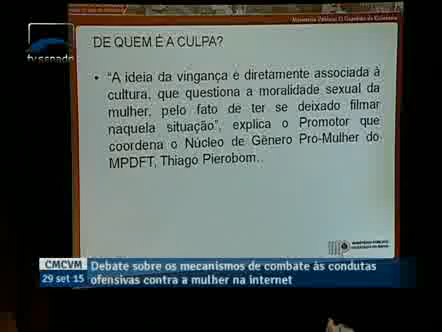 tvsenado
DE QUEM É A CULPA?
• "A ideia da vingança é diretamente associada à
cultura, que questiona a moralidade sexual da
mulher, pelo fato de ter se deixado filmar
naquela situação", explica o Promotor que
coordena o Núcleo de Gênero Pró-Mulher do
MPDFT, Thiago Pierobom..
MINISTÉRIO PÚBLICO
CMCVM
29 set 15
Debate sobre os mecanismos de combate às condutas
ofensivas contra a mulher na internet